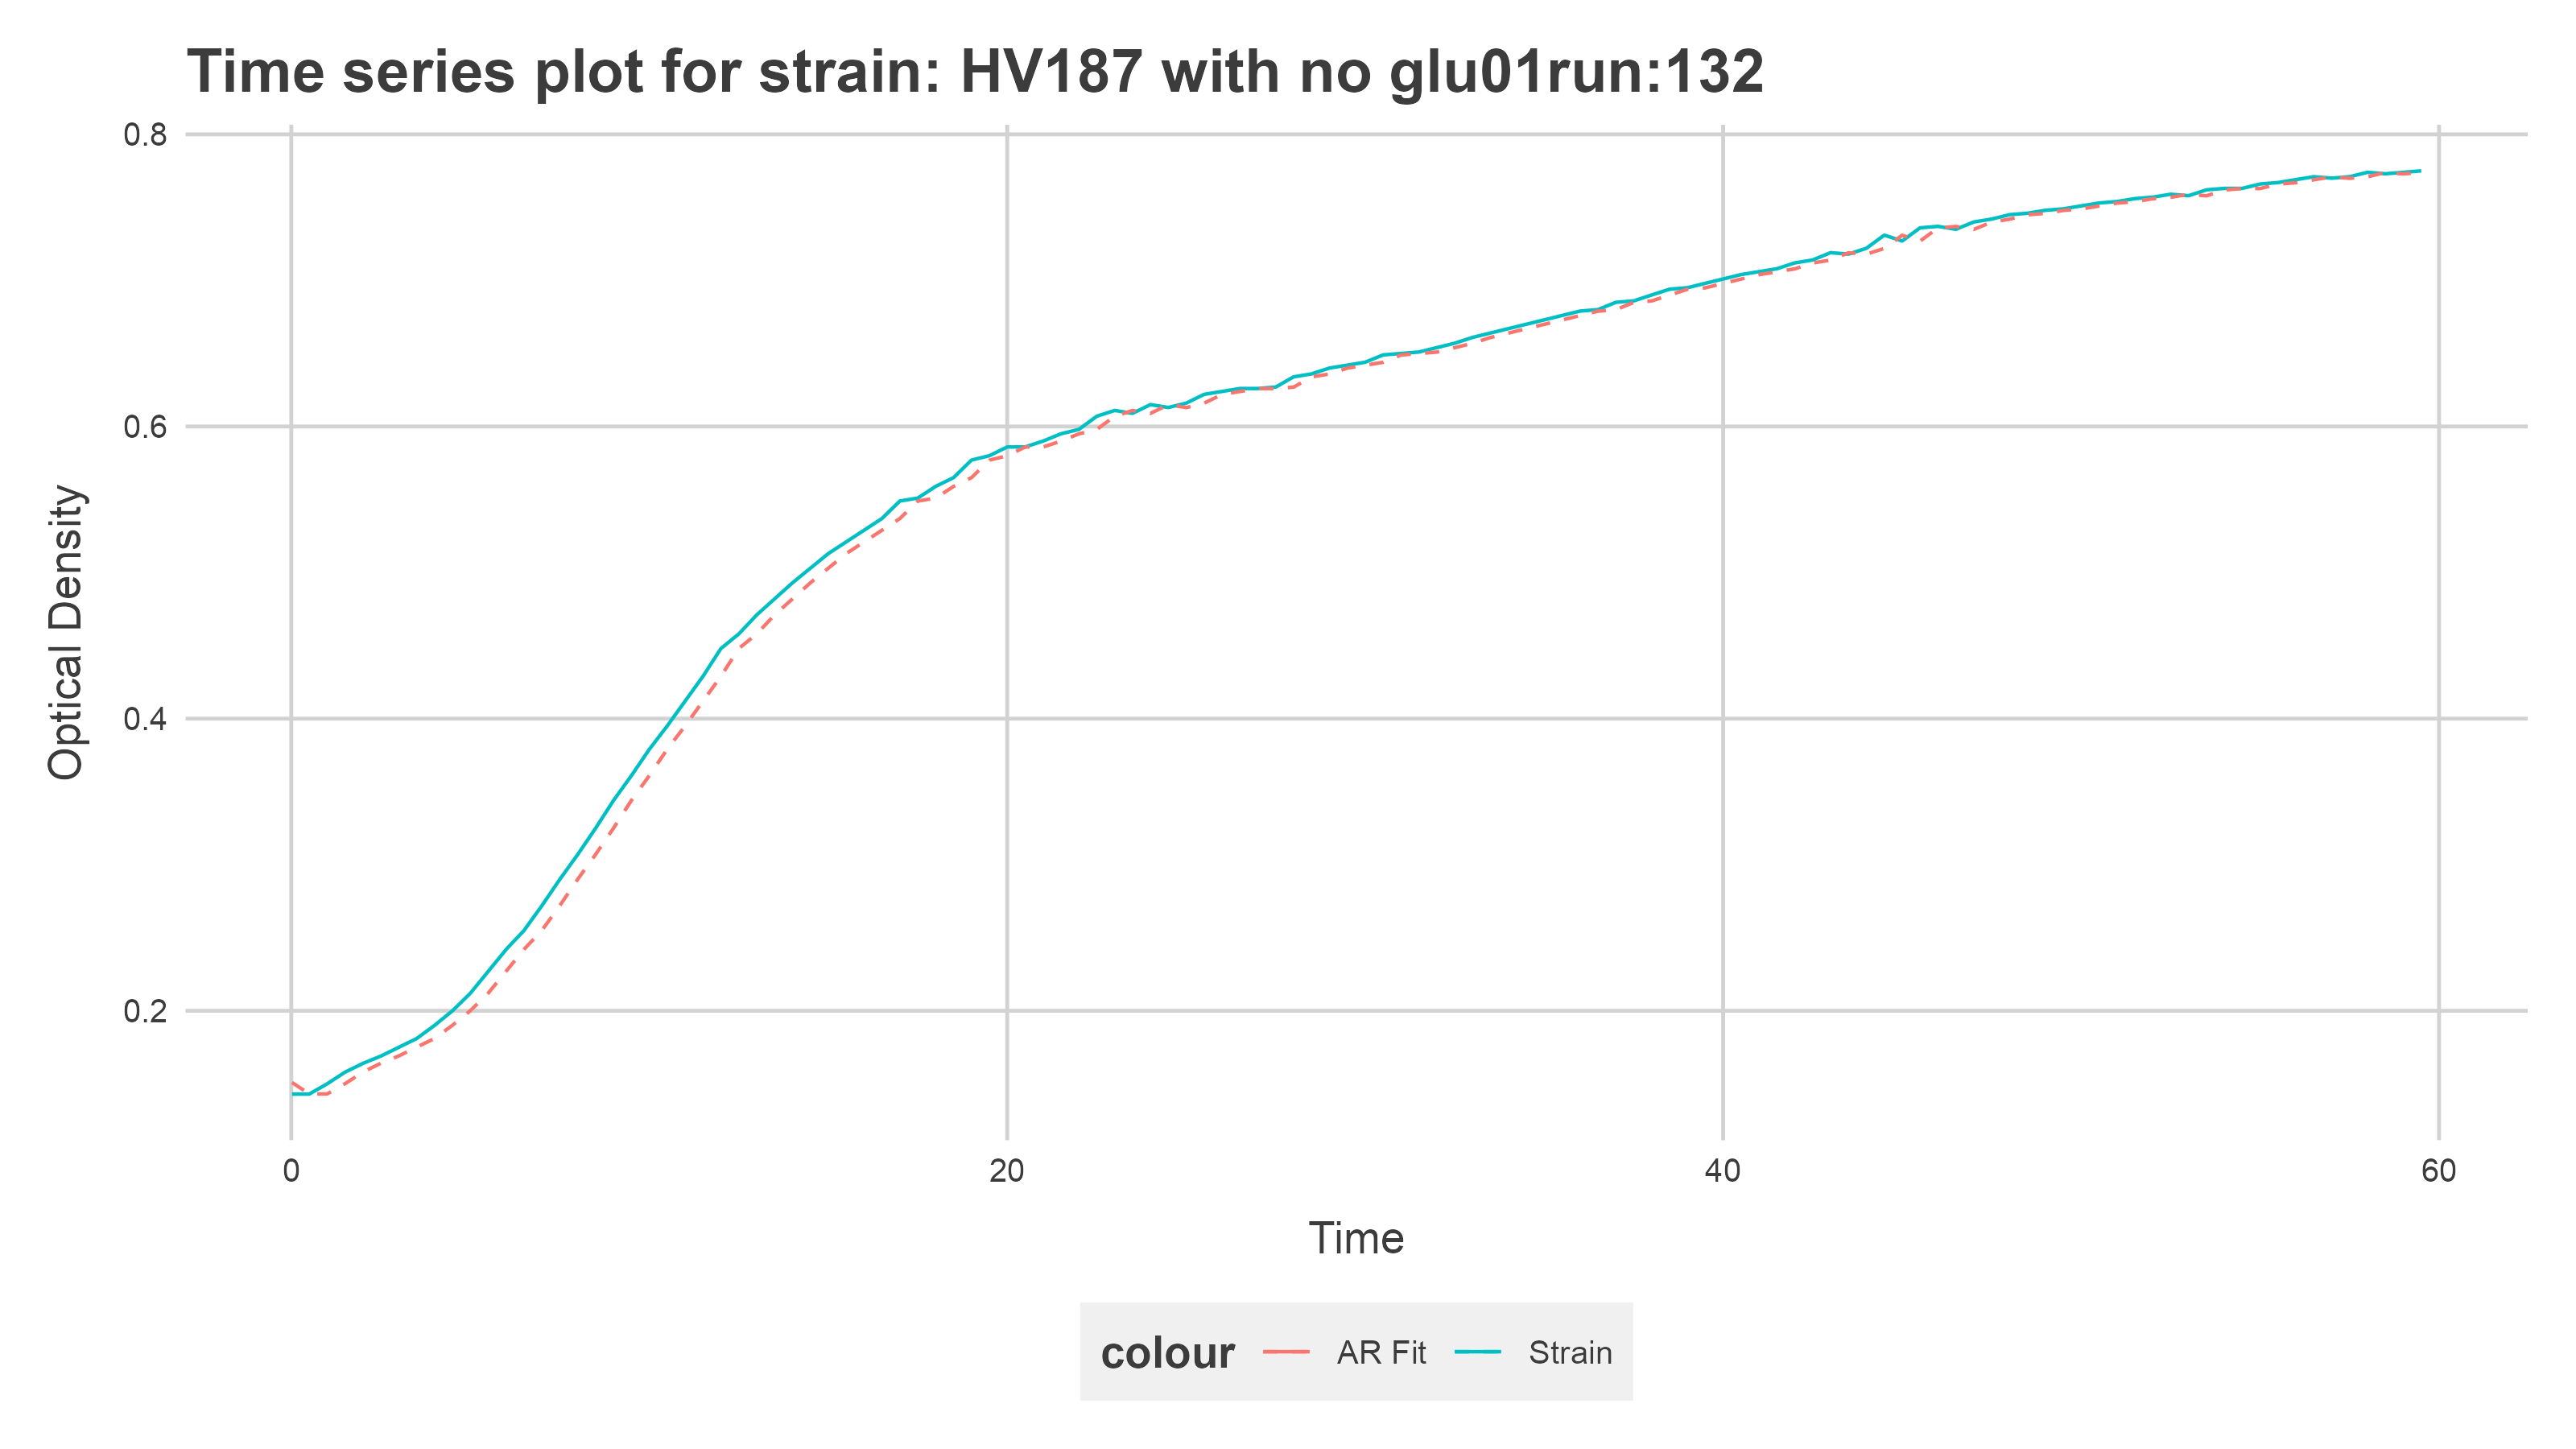 Time series plot for strain: HV187 with no glu01run:132
0.8
0.6
0.4
0.2
Optical Density
0 20 40 60
Time
colour AR Fit Strain